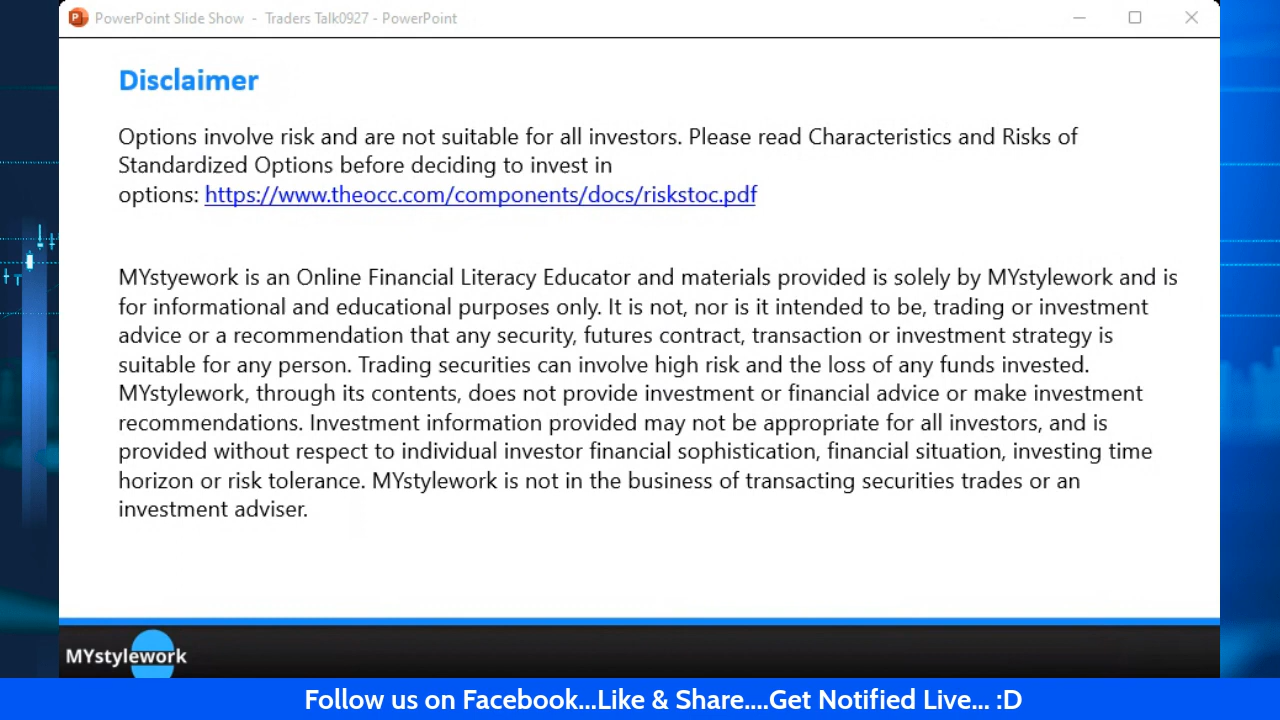 PowerPoint Slide Show - Traders Talk0927 - PowerPoint
Disclaimer
Options involve risk and are not suitable for all investors. Please read Characteristics and Risks of
Standardized Options before deciding to invest in
options: https://www.theocc.com/components/docs/riskstoc.pdf
MYstyework is an Online Financial Literacy Educator and materials provided is solely by MYstylework and is
for informational and educational purposes only. It is not, nor is it intended to be, trading or investment
advice or a recommendation that any security, futures contract, transaction or investment strategy is
suitable for any person. Trading securities can involve high risk and the loss of any funds invested.
MYstylework, through its contents, does not provide investment or financial advice or make investment
recommendations. Investment information provided may not be appropriate for all investors, and is
provided without respect to individual investor financial sophistication, financial situation, investing time
horizon or risk tolerance. MYstylework is not in the business of transacting securities trades or an
investment adviser.
MYstylework
Follow us on Facebook...Like & Share....Get Notified Live... :D